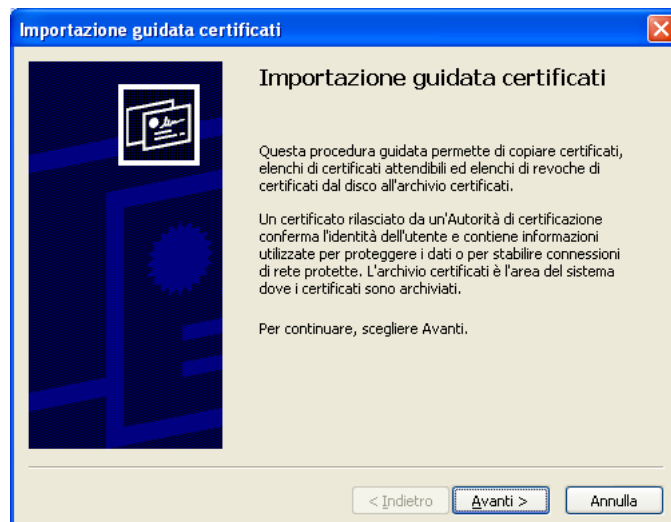 Importazione guidata certificati
Importazione guidata certificati
Questa procedura guidata permette di copiare certificati,
elenchi di certificati attendibili ed elenchi di revoche di
certificati dal disco all'archivio certificati.
Un certificato rilasciato da un'Autorità di certificazione
conferma l'identità dell'utente e contiene informazioni
utilizzate per proteggere i dati o per stabilire connessioni
di rete protette. L'archivio certificati è l'area del sistema
dove i certificati sono archiviati.
Per continuare, scegliere Avanti.
< Indietro Avanti > Annulla